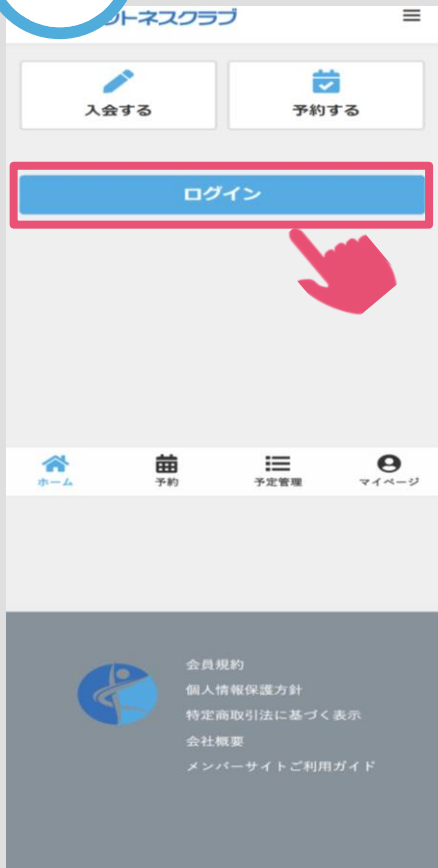 トネスクラブ
入会する
予約する
ログイン
ホーム
予約
予定管理
マイページ
会員規約
個人情報保護方針
特定商取引法に基づく表示
会社概要
メンバーサイトご利用ガイド